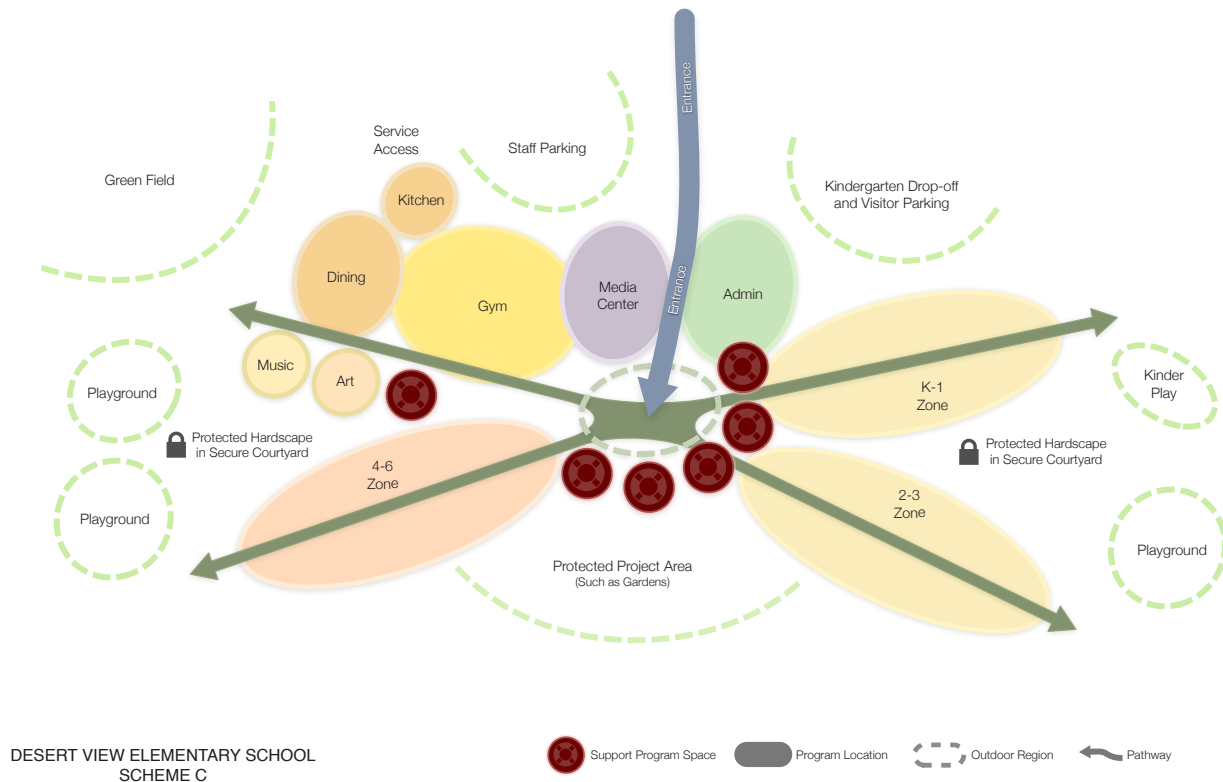 Entrance
Service
Access
Staff Parking
Green Field
Kindergarten Drop-off
and Visitor Parking
Kitchen
Dining
Gym
Media
Center
Entrance
Admin
Music
Art
Playground
K-1
Zone
Kinder
Play
Protected Hardscape
in Secure Courtyard
Protected Hardscape
in Secure Courtyard
4-6
Zone
2-3
Zone
Playground
Playground
Protected Project Area
(Such as Gardens)
DESERT VIEW ELEMENTARY SCHOOL
SCHEME C
Support Program Space
Program Location
Outdoor Region
Pathway